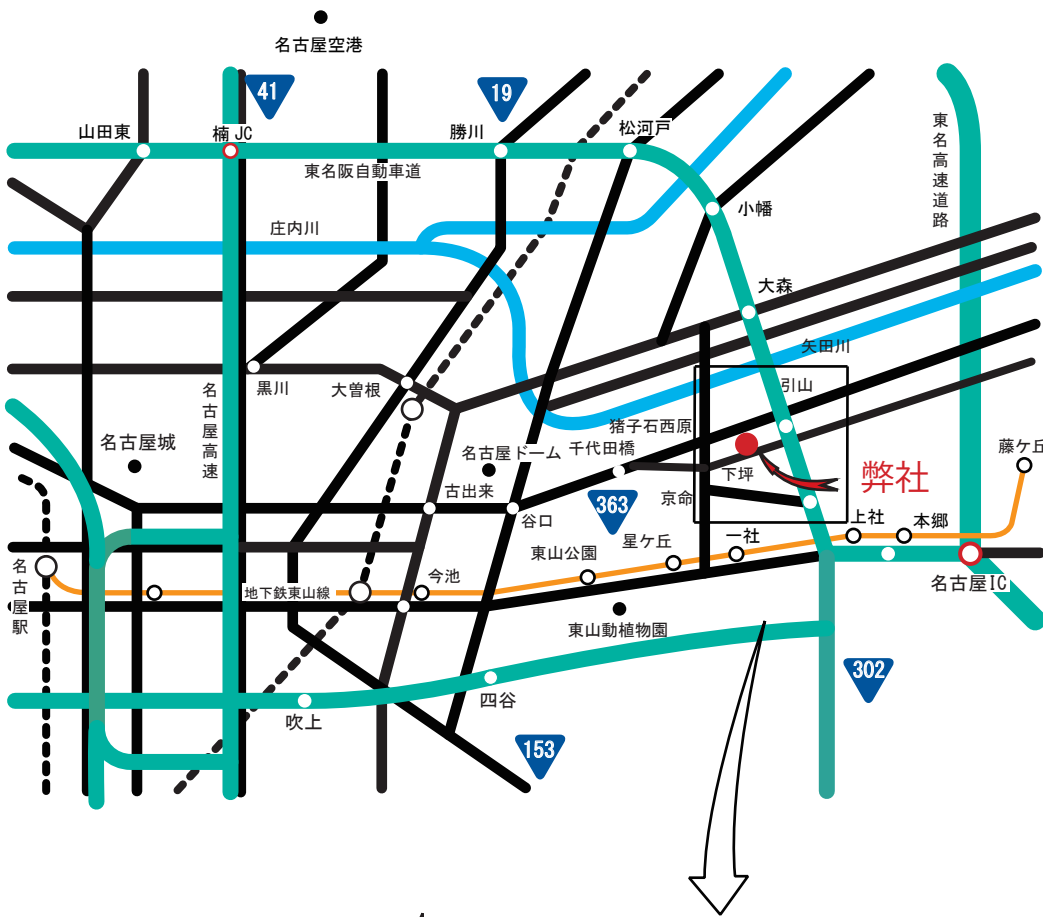 名古屋空港
41
19
山田東
楠JC
勝川
松河戸
東名阪自動車道
東名高速道路
小幡
庄内川
大森
矢田川
黒川
大曽根
引山
名古屋高速
猪子石西原
名古屋城
名古屋ドーム
千代田橋
藤ケ丘
下坪
弊社
古出来
363
京命
谷口
上社
本郷
一社
星ケ丘
東山公園
名古屋駅
地下鉄東山線
今池
名古屋IC
東山動植物園
302
四谷
吹上
153